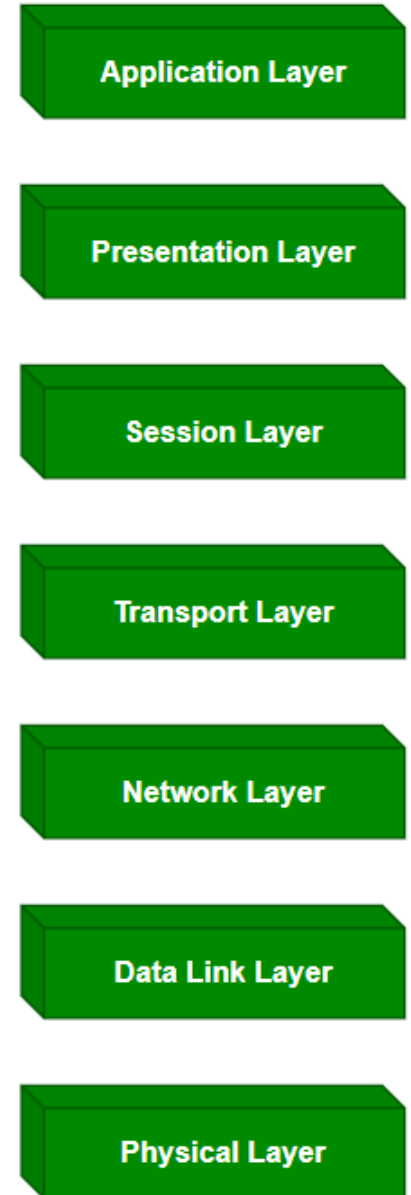 Application Layer
Presentation Layer
Session Layer
Transport Layer
Network Layer
Data Link Layer
Physical Layer